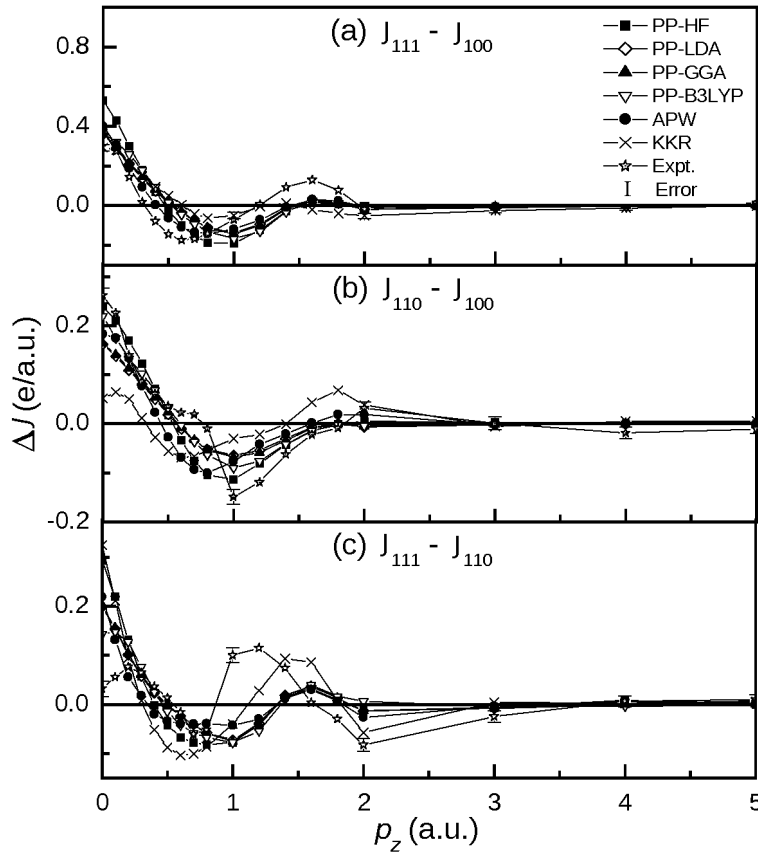 (a) J111 - J100
PP-HF
PP-LDA
PP-GGA
PP-B3LYP
APW
KKR
Expt.
Error
0.8
0.4
0.0
(b) J110 - J100
0.2
0.0
-0.2
ΔJ (e/a.u.)
(c) J111 - J110
0.2
0.0
0 1 2 3 4 5
pz (a.u.)